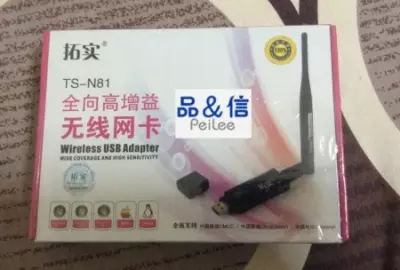 拓实®
TS-N81
全向高增益
无线网卡
Wireless USB Adapter
WIDE COVERAGE AND HIGH SENSITIVITY
品&信
PeiLee
100%
拓实